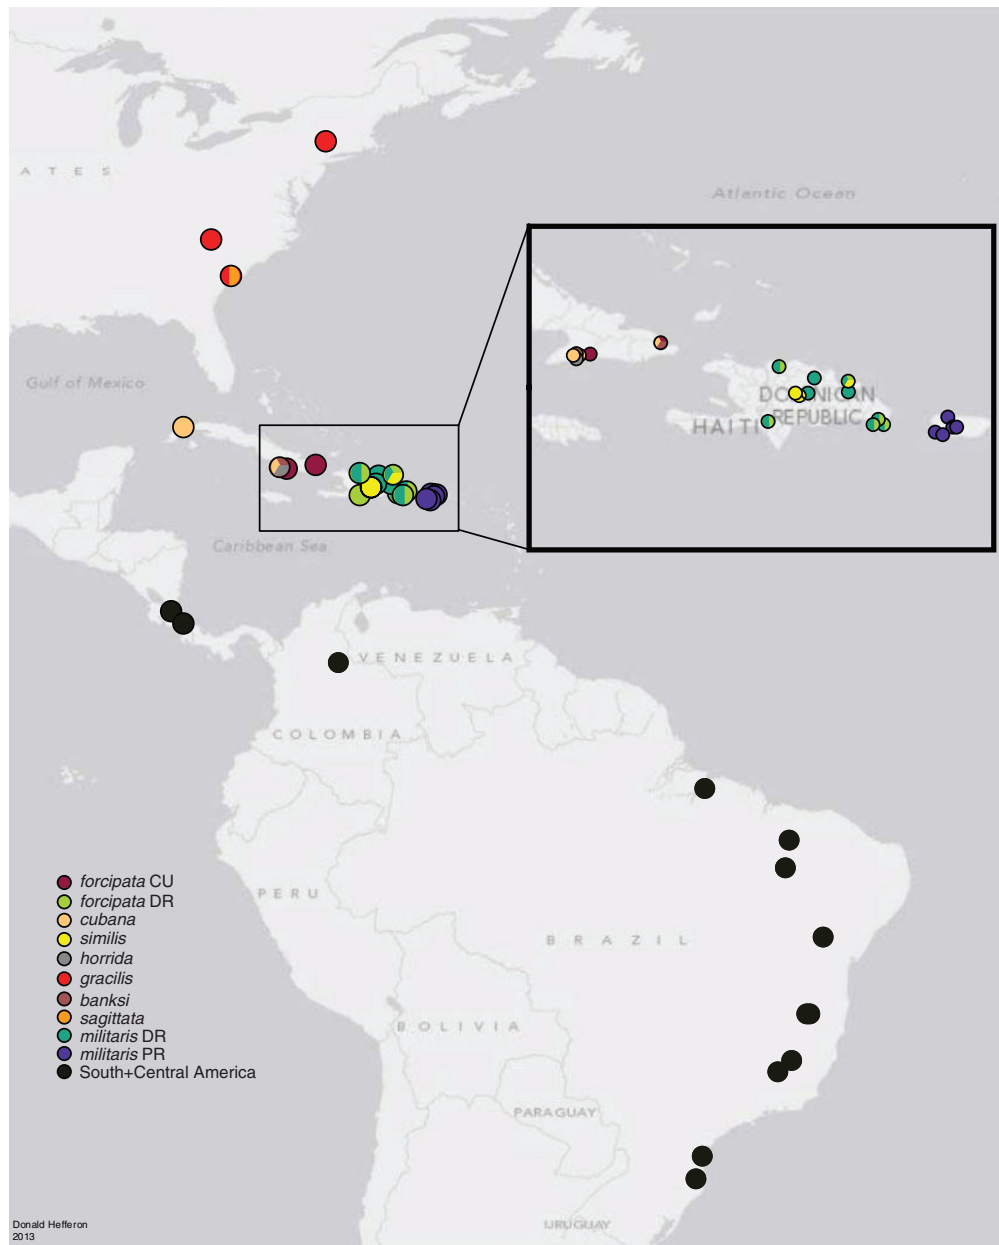 A T E S
Atlantic Ocean
Gulf of Mexico
DOMINICAN
REPUBLIC
HAITI
Caribbean Sea
VENEZUELA
COLOMBIA
PERU
BRAZIL
BOLIVIA
PARAGUAY
URUGUAY
forcipata CU
forcipata DR
cubana
similis
horrida
gracilis
banksi
sagittata
militaris DR
militaris PR
South+Central America
Donald Hefferon
2013